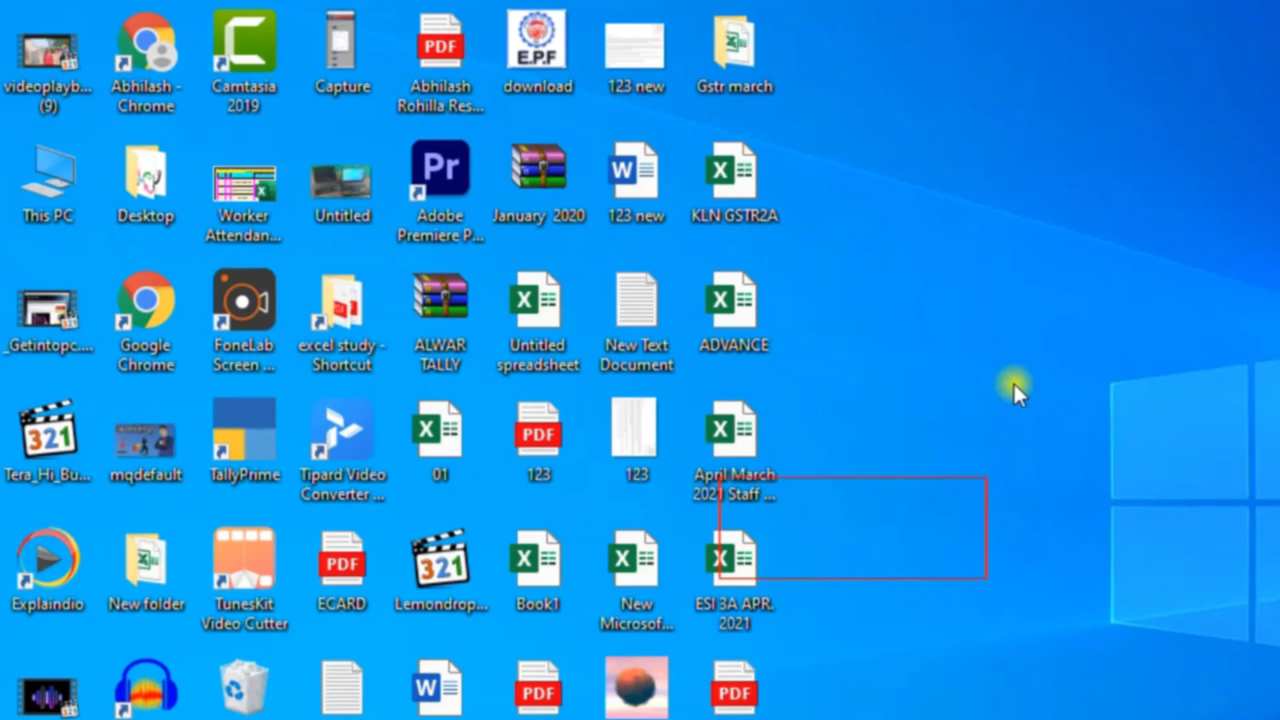 videoplayb...
(9)
Abhilash -
Chrome
Camtasia
2019
Capture
PDF
Abhilash
Rohilla Res...
E.P.F
download
123 new
Gstr march
This PC
Desktop
Worker
Attendan...
Untitled
Pr
Adobe
Premiere P...
January 2020
W
123 new
X
KLN GSTR2A
_Getintopc....
Google
Chrome
FoneLab
Screen ...
excel study -
Shortcut
ALWAR
TALLY
X
Untitled
spreadsheet
New Text
Document
X
ADVANCE
321
Tera_Hi_Bu...
mqdefault
TallyPrime
Tipard Video
Converter ...
X
01
PDF
123
123
X
April March
2021 Staff ...
Explaindio
New folder
TunesKit
Video Cutter
PDF
ECARD
321
Lemondrop...
X
Book1
X
New
Microsof...
X
ESI 3A APR.
2021
W
PDF
PDF